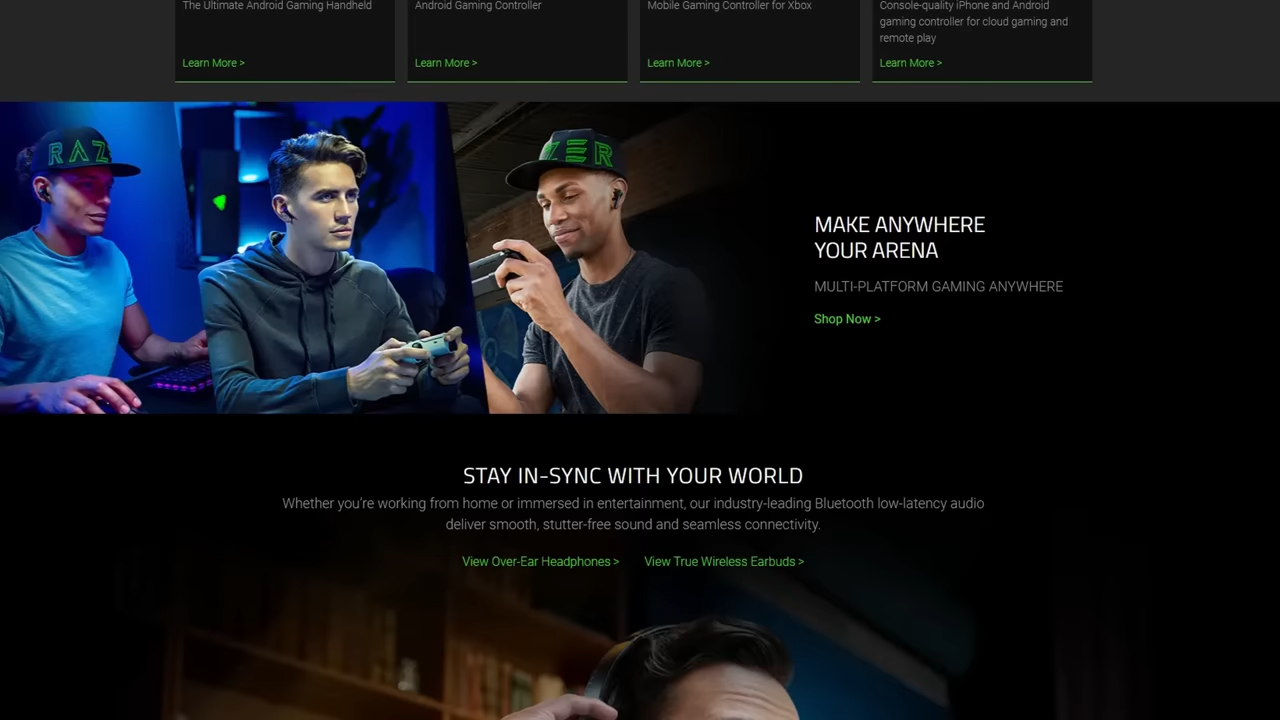 The Ultimate Android Gaming Handheld
Android Gaming Controller
Mobile Gaming Controller for Xbox
Console-quality iPhone and Android
gaming controller for cloud gaming and
remote play
Learn More >
Learn More >
Learn More >
Learn More >
RAZ
ZER
MAKE ANYWHERE
YOUR ARENA
MULTI-PLATFORM GAMING ANYWHERE
Shop Now >
STAY IN-SYNC WITH YOUR WORLD
Whether you're working from home or immersed in entertainment, our industry-leading Bluetooth low-latency audio
deliver smooth, stutter-free sound and seamless connectivity.
View Over-Ear Headphones >
View True Wireless Earbuds >